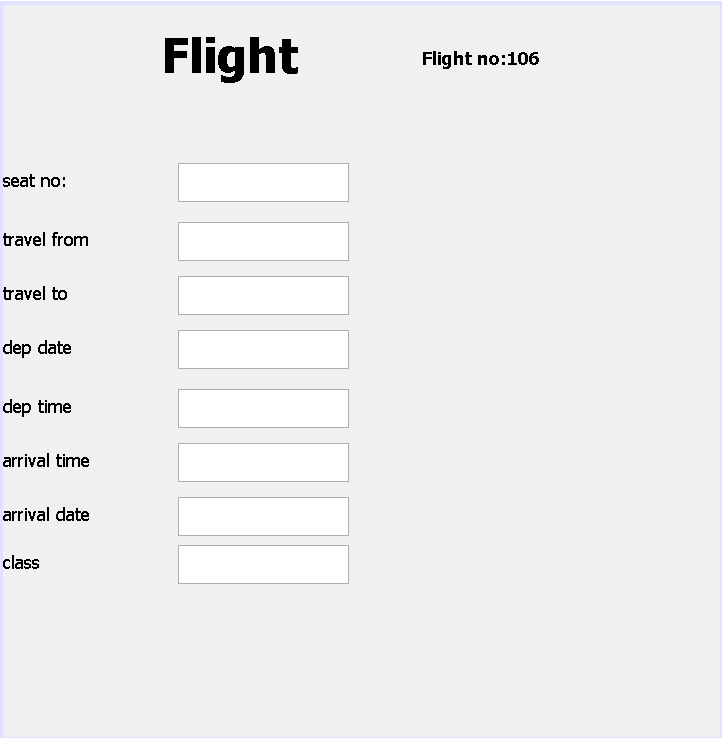 Flight
Flight no:106
seat no:
travel from
travel to
dep date
dep time
arrival time
arrival date
class